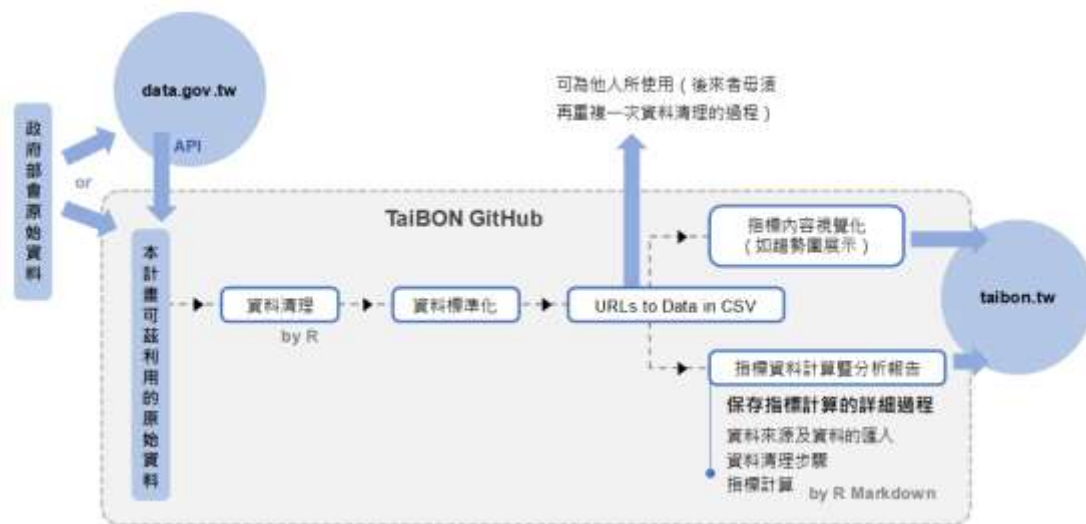 data.gov.tw
API
政府部會原始資料
or
可為他人所使用（後來者毋須
再重複一次資料清理的過程）
TaiBON GitHub
本計畫可茲利用的原始資料
資料清理
by R
資料標準化
URLs to Data in CSV
指標內容視覺化
（如趨勢圖展示）
taibon.tw
指標資料計算暨分析報告
保存指標計算的詳細過程
資料來源及資料的匯入
資料清理步驟
指標計算
by R Markdown